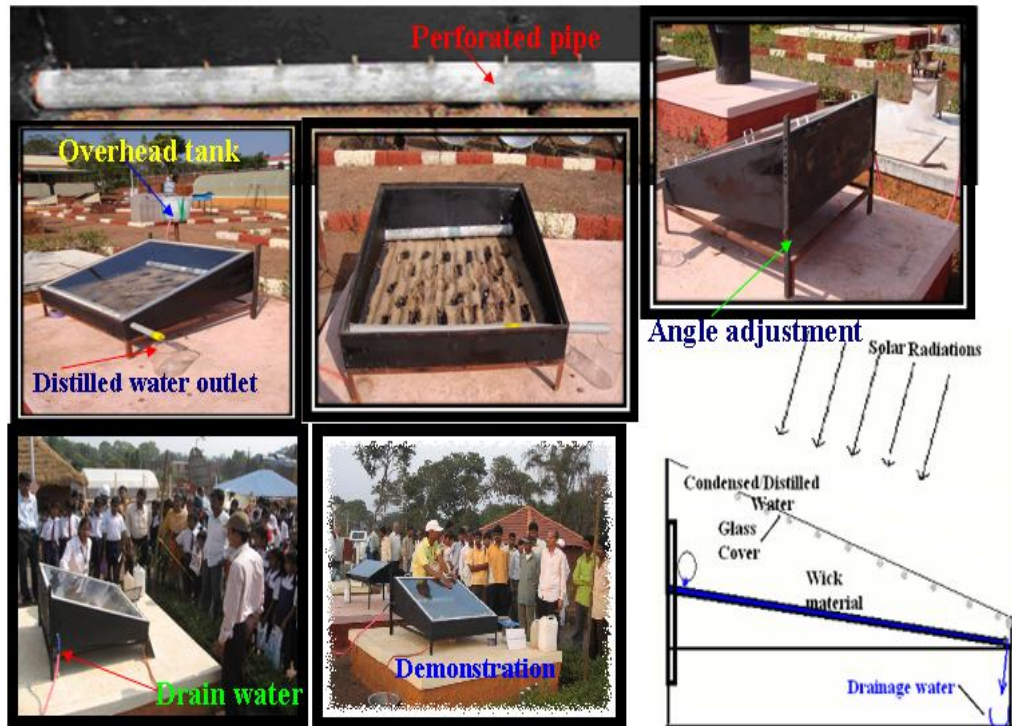 Perforated pipe
Overhead tank
Distilled water outlet
Angle adjustment
Solar Radiations
Condensed/Distilled
Water
Glass
Cover
Wick
material
Drainage water
Drain water
Demonstration